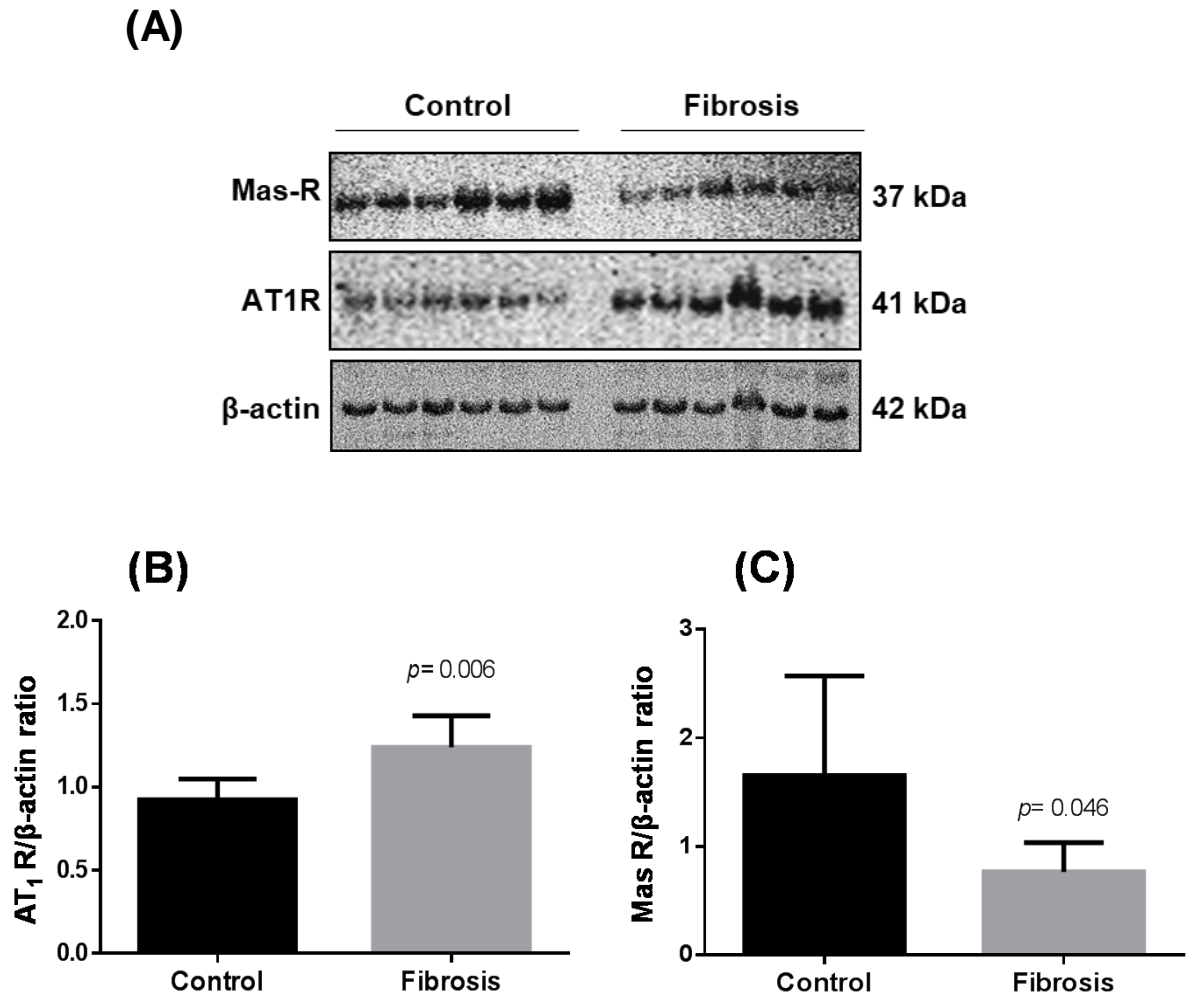 (A)
Control Fibrosis
Mas-R 37 kDa
AT1R 41 kDa
β-actin 42 kDa
(B)
AT1 R/β-actin ratio
2.0
1.5
1.0
0.5
0.0
p= 0.006
Control Fibrosis
(C)
Mas R/β-actin ratio
3
2
1
0
p= 0.046
Control Fibrosis